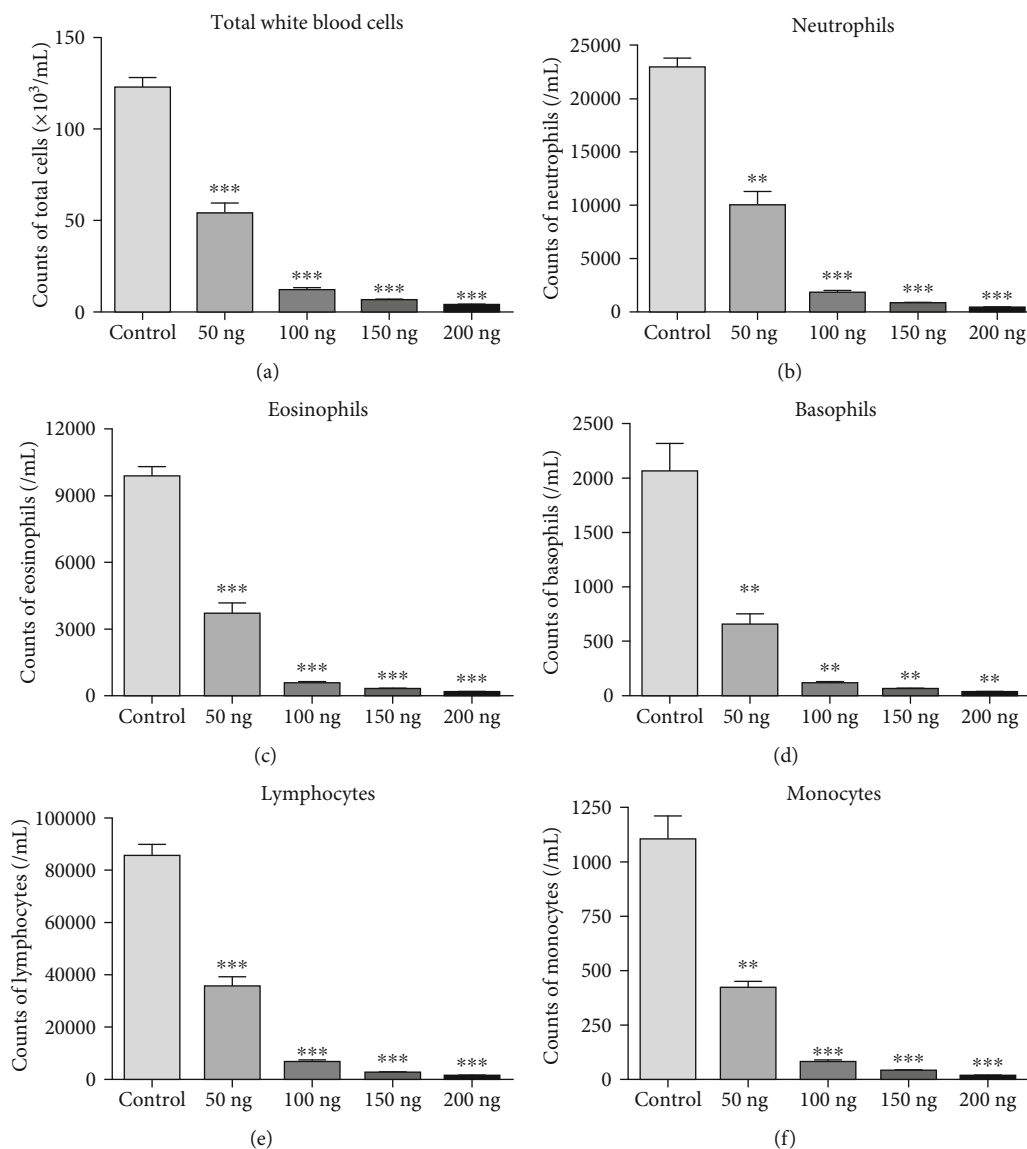 Total white blood cells
Counts of total cells (×10³/mL)
150
100
50
0
***
***
***
***
Control 50 ng 100 ng 150 ng 200 ng
(a)
Neutrophils
Counts of neutrophils (/mL)
25000
20000
15000
10000
5000
0
**
***
***
***
Control 50 ng 100 ng 150 ng 200 ng
(b)
Eosinophils
Counts of eosinophils (/mL)
12000
9000
6000
3000
0
***
***
***
***
Control 50 ng 100 ng 150 ng 200 ng
(c)
Basophils
Counts of basophils (/mL)
2500
2000
1500
1000
500
0
**
**
**
**
Control 50 ng 100 ng 150 ng 200 ng
(d)
Lymphocytes
Counts of lymphocytes (/mL)
100000
80000
60000
40000
20000
0
***
***
***
***
Control 50 ng 100 ng 150 ng 200 ng
(e)
Monocytes
Counts of monocytes (/mL)
1250
1000
750
500
250
0
**
***
***
***
Control 50 ng 100 ng 150 ng 200 ng
(f)